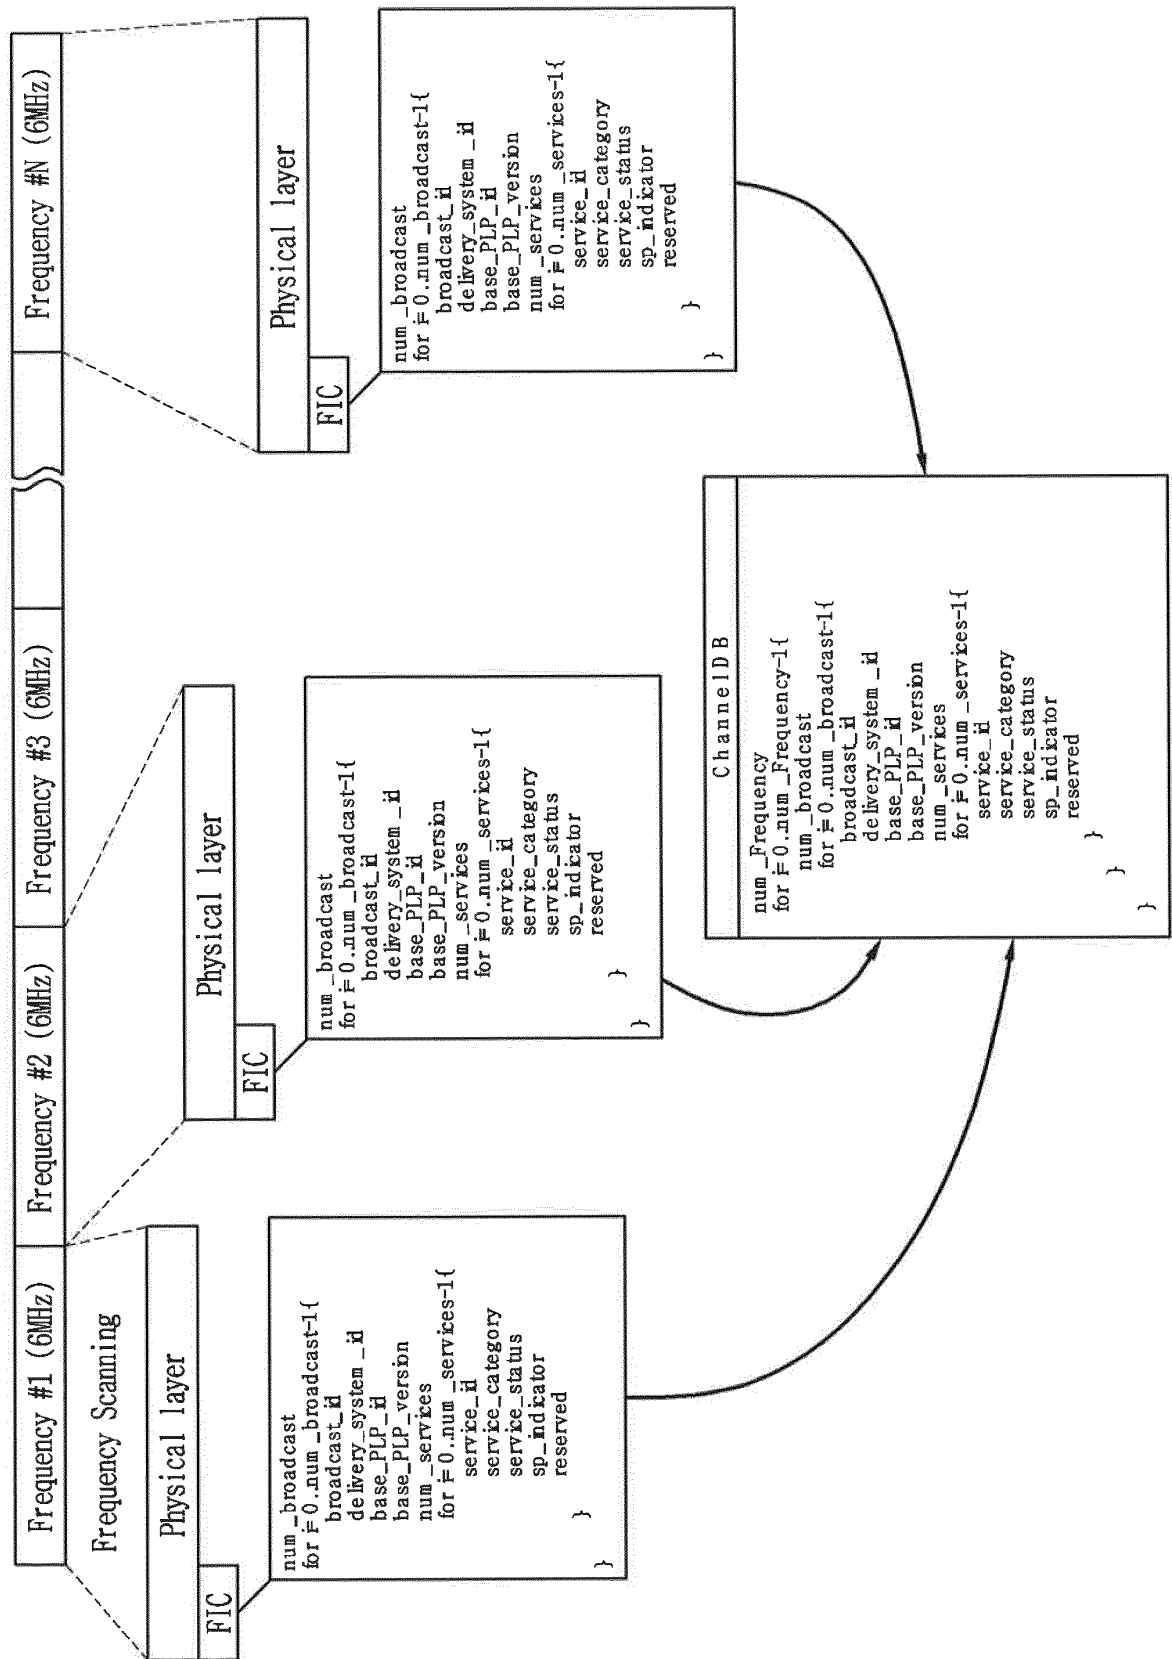 Frequency #1 (6MHz)
Frequency #2 (6MHz)
Frequency #3 (6MHz)
Frequency #N (6MHz)
Frequency Scanning
Physical layer
FIC
num_broadcast
for i=0..num_broadcast-1{
broadcast_id
delivery_system_id
base_PLP_id
base_PLP_version
num_services
for i=0..num_services-1{
service_id
service_category
service_status
sp_indicator
reserved
}
}
Physical layer
FIC
num_broadcast
for i=0..num_broadcast-1{
broadcast_id
delivery_system_id
base_PLP_id
base_PLP_version
num_services
for i=0..num_services-1{
service_id
service_category
service_status
sp_indicator
reserved
}
}
Physical layer
FIC
num_broadcast
for i=0..num_broadcast-1{
broadcast_id
delivery_system_id
base_PLP_id
base_PLP_version
num_services
for i=0..num_services-1{
service_id
service_category
service_status
sp_indicator
reserved
}
}
ChannelDB
num_Frequency
for i=0..num_Frequency-1{
num_broadcast
for i=0..num_broadcast-1{
broadcast_id
delivery_system_id
base_PLP_id
base_PLP_version
num_services
for i=0..num_services-1{
service_id
service_category
service_status
sp_indicator
reserved
}
}
}